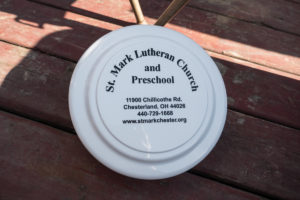 St. Mark Lutheran Church
and
Preschool
11900 Chillicothe Rd.
Chesterland, OH 44026
440-729-1668
www.stmarkchester.org